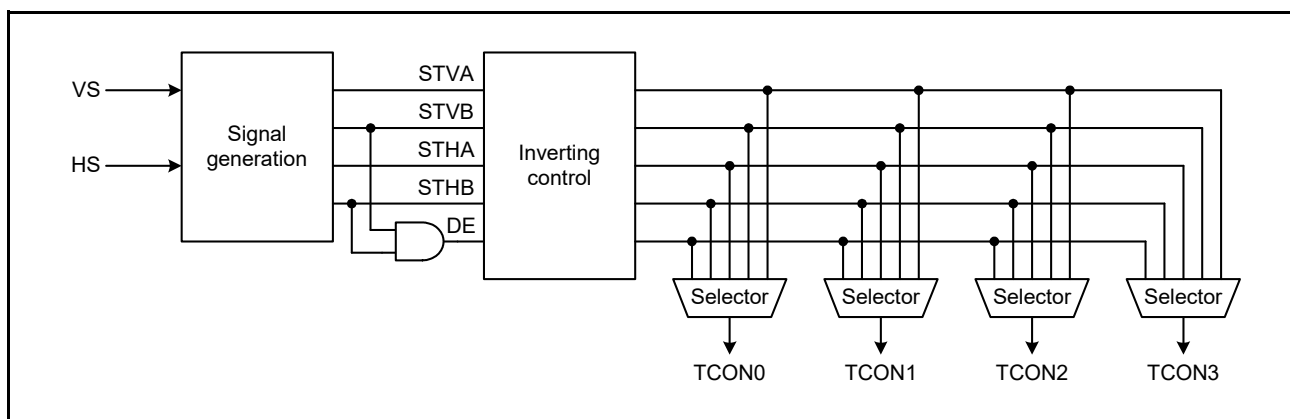 VS
HS
Signal
generation
STVA
STVB
STHA
STHB
DE
Inverting
control
Selector
Selector
Selector
Selector
TCON0
TCON1
TCON2
TCON3